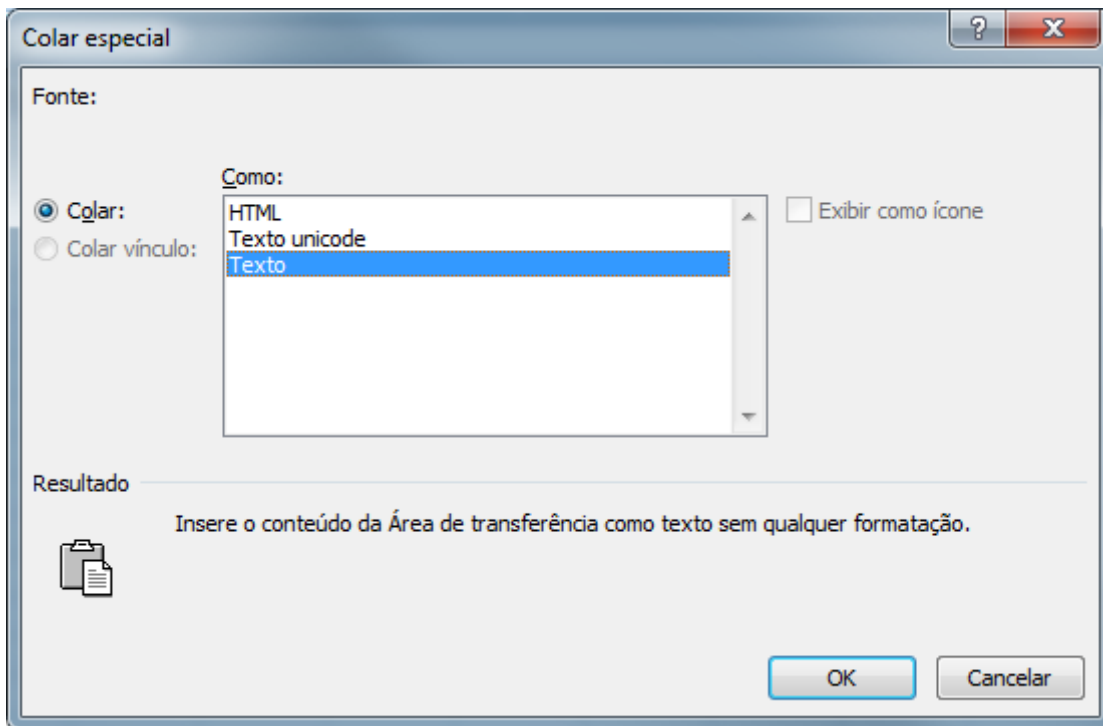 Colar especial
?
X
Fonte:
Como:
Colar:
Colar vínculo:
HTML
Texto unicode
Texto
Exibir como ícone
Resultado
Insere o conteúdo da Área de transferência como texto sem qualquer formatação.
OK
Cancelar